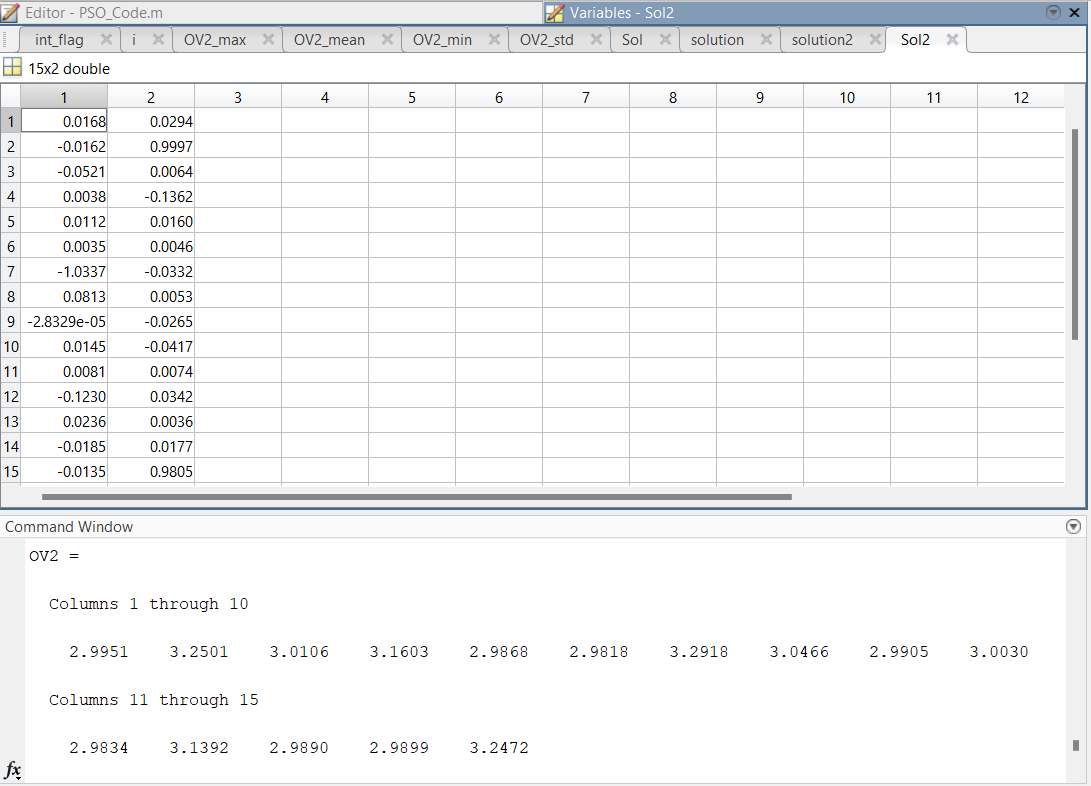 Editor - PSO_Code.m
Variables - Sol2
int_flag i OV2_max OV2_mean OV2_min OV2_std Sol solution solution2 Sol2
15x2 double
1 2 3 4 5 6 7 8 9 10 11 12
1 0.0168 0.0294
2 -0.0162 0.9997
3 -0.0521 0.0064
4 0.0038 -0.1362
5 0.0112 0.0160
6 0.0035 0.0046
7 -1.0337 -0.0332
8 0.0813 0.0053
9 -2.8329e-05 -0.0265
10 0.0145 -0.0417
11 0.0081 0.0074
12 -0.1230 0.0342
13 0.0236 0.0036
14 -0.0185 0.0177
15 -0.0135 0.9805
Command Window
OV2 =
Columns 1 through 10
2.9951 3.2501 3.0106 3.1603 2.9868 2.9818 3.2918 3.0466 2.9905 3.0030
Columns 11 through 15
2.9834 3.1392 2.9890 2.9899 3.2472
fx